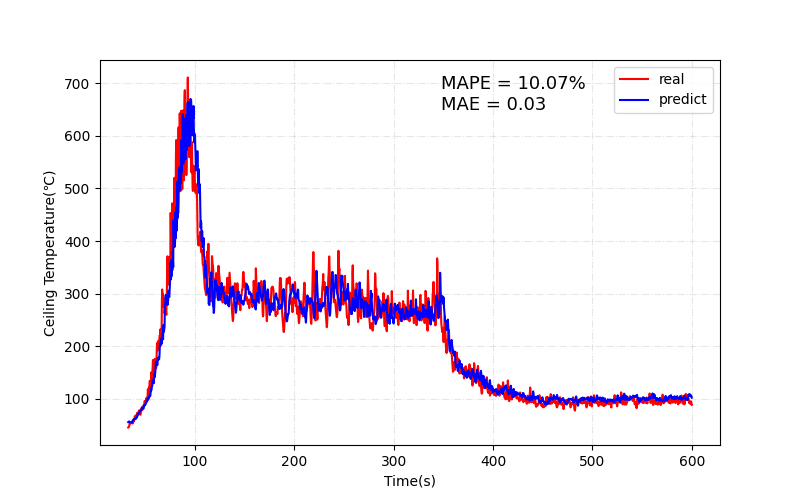 MAPE = 10.07%
MAE = 0.03
real
predict
700
600
500
400
300
200
100
Ceiling Temperature(℃)
100 200 300 400 500 600
Time(s)